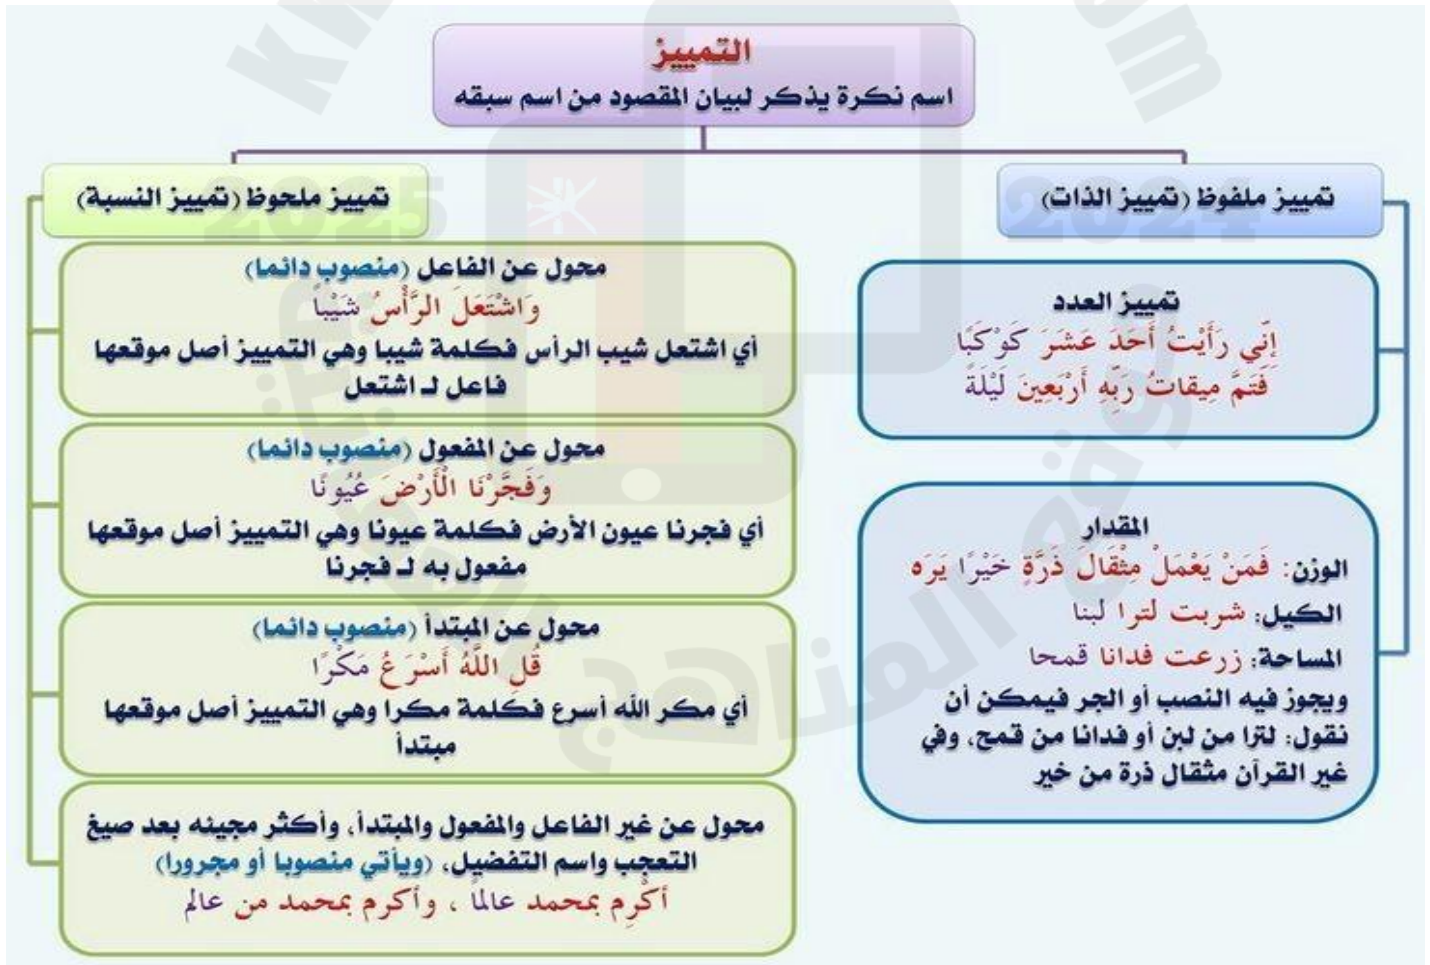 التمييز
اسم نكرة يذكر لبيان المقصود من اسم سبقه
تمييز ملفوظ (تمييز الذات)
تمييز العدد
إِنِّي رَأَيْتُ أَحَدَ عَشَرَ كَوْكَبًا
فَتَمَّ مِيقاتُ رَبِّهِ أَرْبَعِينَ لَيْلَةً
المقدار
الوزن: فَمَنْ يَعْمَلْ مِثْقَالَ ذَرَّةٍ خَيْرًا يَرَه
الكيل: شربت لترا لبنا
المساحة: زرعت فدانا قمحا
ويجوز فيه النصب أو الجر فيمكن أن
نقول: لترا من لبن أو فدانا من قمح، وفي
غير القرآن مثقال ذرة من خير
تمييز ملحوظ (تمييز النسبة)
محول عن الفاعل (منصوب دائما)
وَاشْتَعَلَ الرَّأْسُ شَيْبًا
أي اشتعل شيب الرأس فكلمة شيبا وهي التمييز أصل موقعها
فاعل لـ اشتعل
محول عن المفعول (منصوب دائما)
وَفَجَّرْنَا الْأَرْضَ عُيُونًا
أي فجرنا عيون الأرض فكلمة عيونا وهي التمييز أصل موقعها
مفعول به لـ فجرنا
محول عن المبتدأ (منصوب دائما)
قُلِ اللَّهُ أَسْرَعُ مَكْرًا
أي مكر الله أسرع فكلمة مكرا وهي التمييز أصل موقعها
مبتدأ
محول عن غير الفاعل والمفعول والمبتدأ، وأكثر مجيئه بعد صيغ
التعجب واسم التفضيل، (ويأتي منصوبا أو مجرورا)
أكْرِم بمحمد عالماً ، وأكرم بمحمد من عالم
2025
2024
المناهج